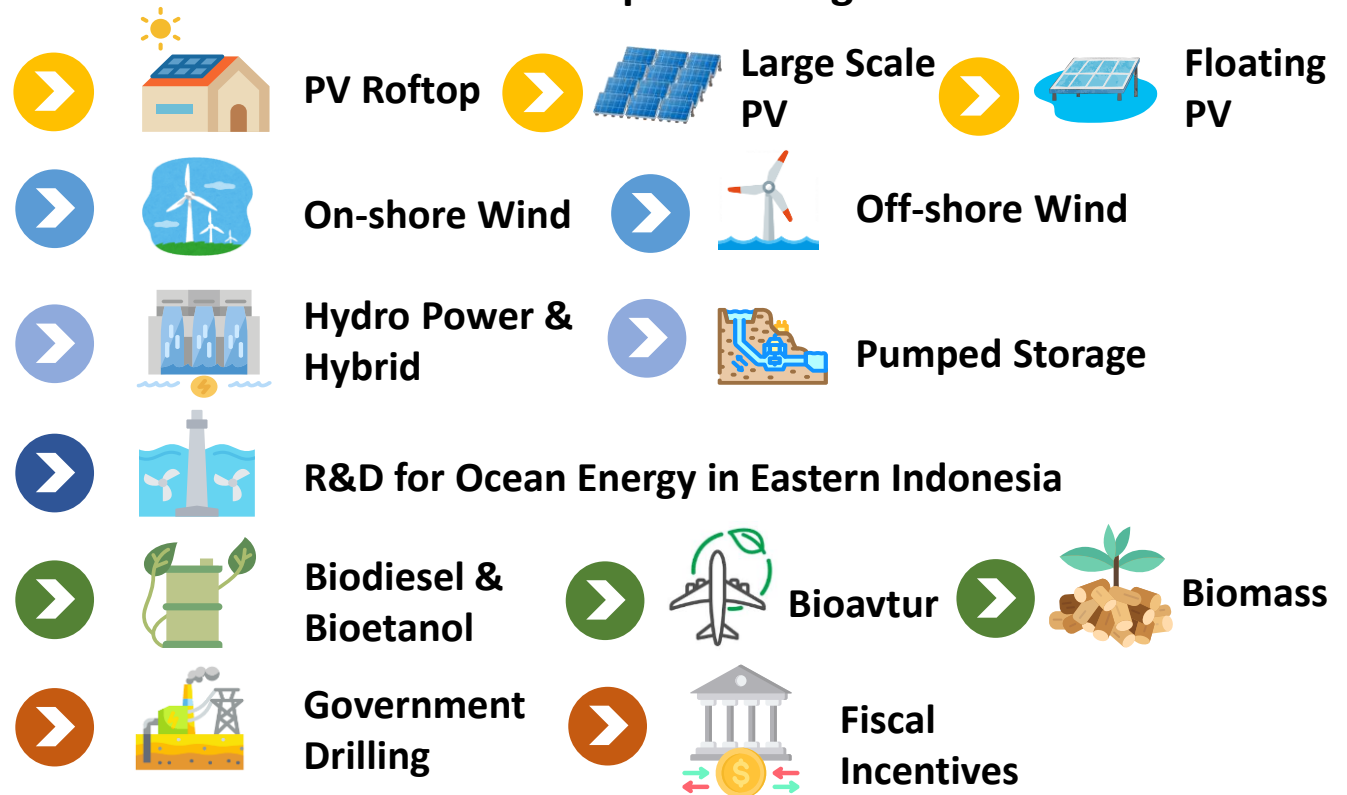 PV Roftop
Large Scale
PV
Floating
PV
On-shore Wind
Off-shore Wind
Hydro Power &
Hybrid
Pumped Storage
R&D for Ocean Energy in Eastern Indonesia
Biodiesel &
Bioetanol
Bioavtur
Biomass
Government
Drilling
Fiscal
Incentives